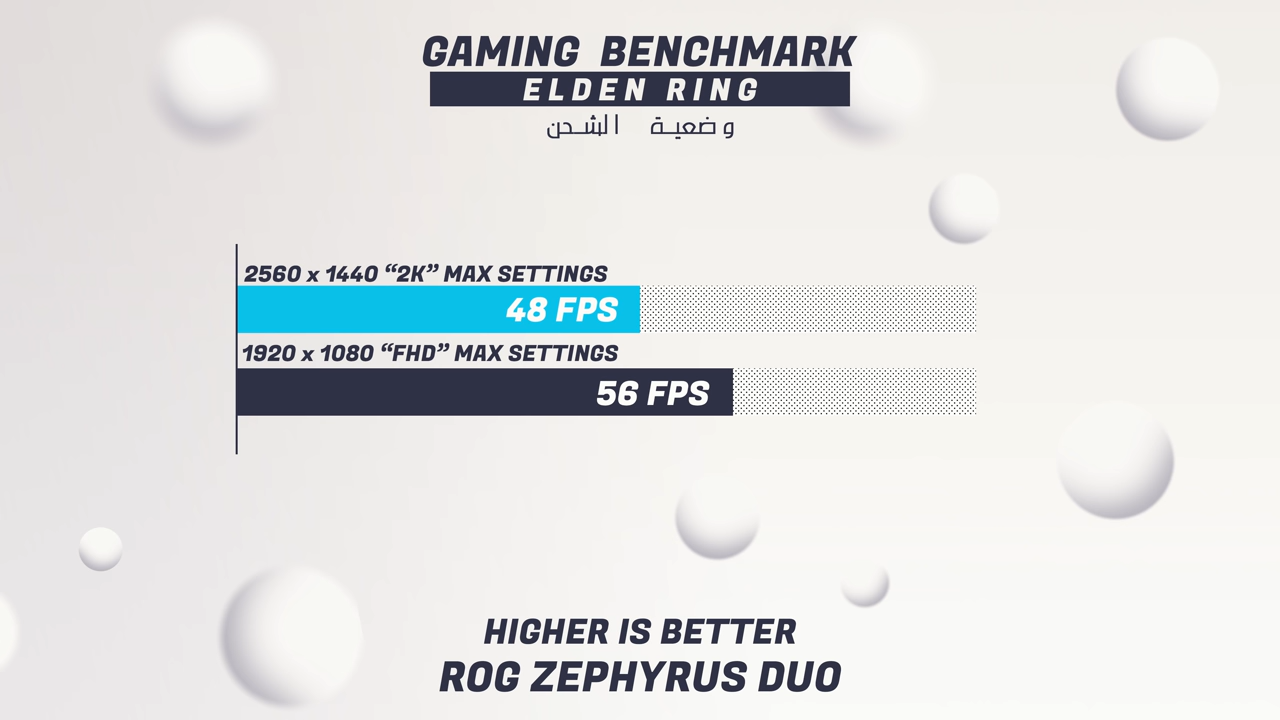 GAMING BENCHMARK
ELDEN RING
وضعية الشحن
2560 x 1440 “2K” MAX SETTINGS
48 FPS
1920 x 1080 “FHD” MAX SETTINGS
56 FPS
HIGHER IS BETTER
ROG ZEPHYRUS DUO